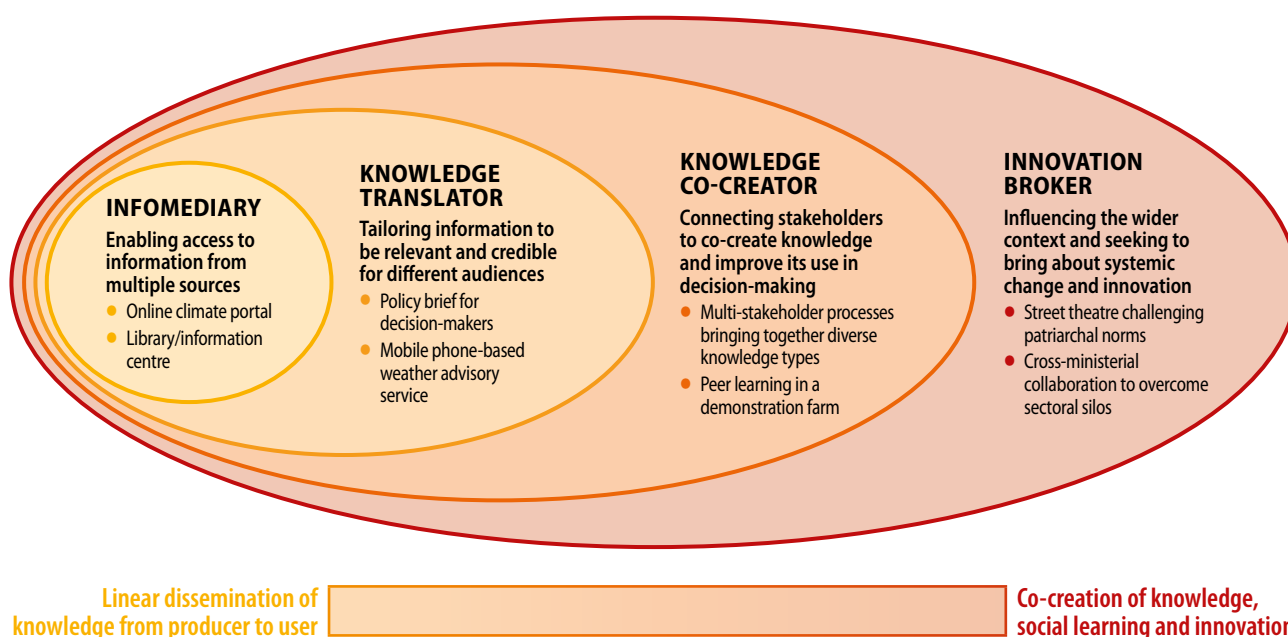 INFOMEDIARY
Enabling access to
information from
multiple sources
• Online climate portal
• Library/information
centre
KNOWLEDGE
TRANSLATOR
Tailoring information to
be relevant and credible
for different audiences
• Policy brief for
decision-makers
• Mobile phone-based
weather advisory
service
KNOWLEDGE
CO-CREATOR
Connecting stakeholders
to co-create knowledge
and improve its use in
decision-making
• Multi-stakeholder processes
bringing together diverse
knowledge types
• Peer learning in a
demonstration farm
INNOVATION
BROKER
Influencing the wider
context and seeking to
bring about systemic
change and innovation
• Street theatre challenging
patriarchal norms
• Cross-ministerial
collaboration to overcome
sectoral silos
Linear dissemination of
knowledge from producer to user
Co-creation of knowledge,
social learning and innovation